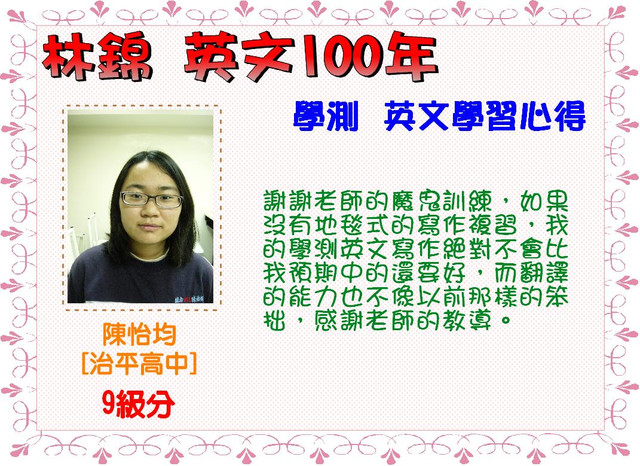 林錦 英文100年
學測 英文學習心得
謝謝老師的魔鬼訓練，如果
沒有地毯式的寫作複習，我
的學測英文寫作絕對不會比
我預期中的還要好，而翻譯
的能力也不像以前那樣的笨
拙，感謝老師的教導。
陳怡均
[治平高中]
9級分